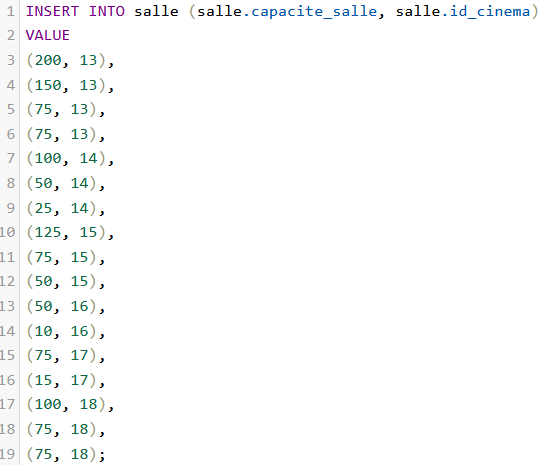 1 INSERT INTO salle (salle.capacite_salle, salle.id_cinema)
2 VALUE
3 (200, 13),
4 (150, 13),
5 (75, 13),
6 (75, 13),
7 (100, 14),
8 (50, 14),
9 (25, 14),
10 (125, 15),
11 (75, 15),
12 (50, 15),
13 (50, 16),
14 (10, 16),
15 (75, 17),
16 (15, 17),
17 (100, 18),
18 (75, 18),
19 (75, 18);